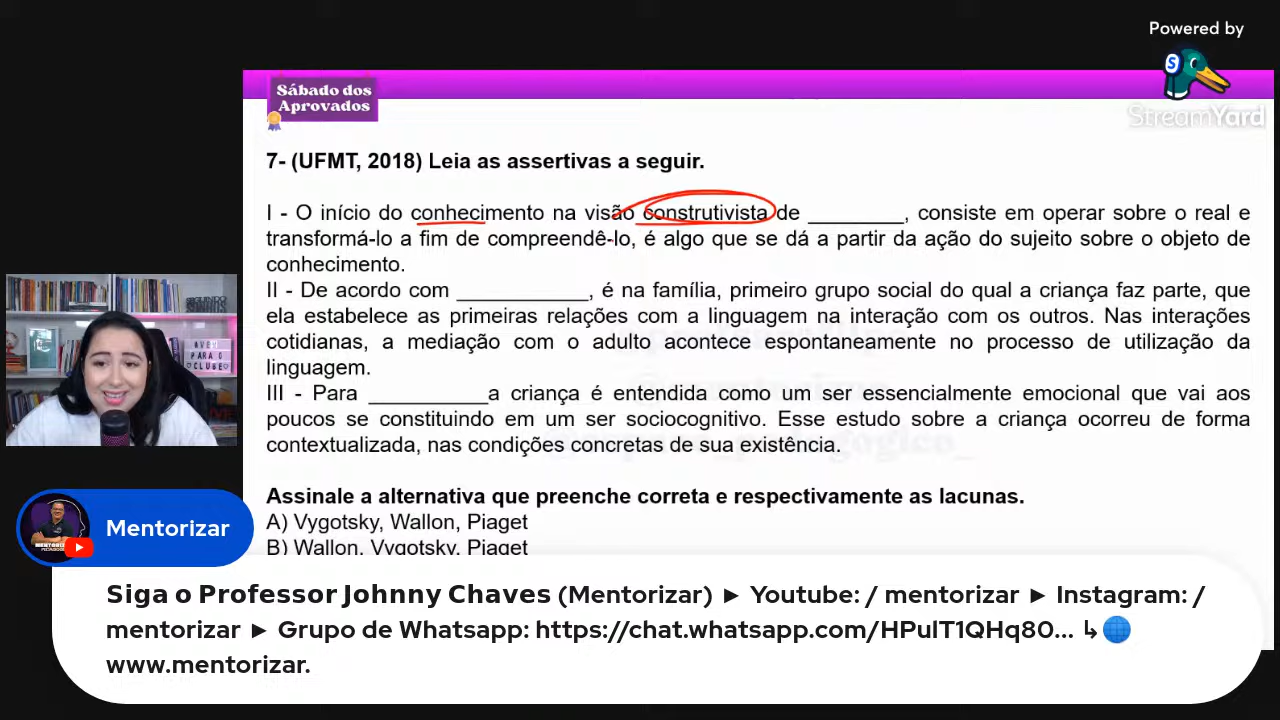 Powered by
StreamYard
Sábado dos
Aprovados
7- (UFMT, 2018) Leia as assertivas a seguir.
I - O início do conhecimento na visão construtivista de ________, consiste em operar sobre o real e
transformá-lo a fim de compreendê-lo, é algo que se dá a partir da ação do sujeito sobre o objeto de
conhecimento.
II - De acordo com ___________, é na família, primeiro grupo social do qual a criança faz parte, que
ela estabelece as primeiras relações com a linguagem na interação com os outros. Nas interações
cotidianas, a mediação com o adulto acontece espontaneamente no processo de utilização da
linguagem.
III - Para __________a criança é entendida como um ser essencialmente emocional que vai aos
poucos se constituindo em um ser sociocognitivo. Esse estudo sobre a criança ocorreu de forma
contextualizada, nas condições concretas de sua existência.
Assinale a alternativa que preenche correta e respectivamente as lacunas.
A) Vygotsky, Wallon, Piaget
B) Wallon, Vygotsky, Piaget
VEM
PARA O
CLUBE
Mentorizar
Siga o Professor Johnny Chaves (Mentorizar) ► Youtube: / mentorizar ► Instagram: /
mentorizar ► Grupo de Whatsapp: https://chat.whatsapp.com/HPulT1QHq80... ↳🌐
www.mentorizar.